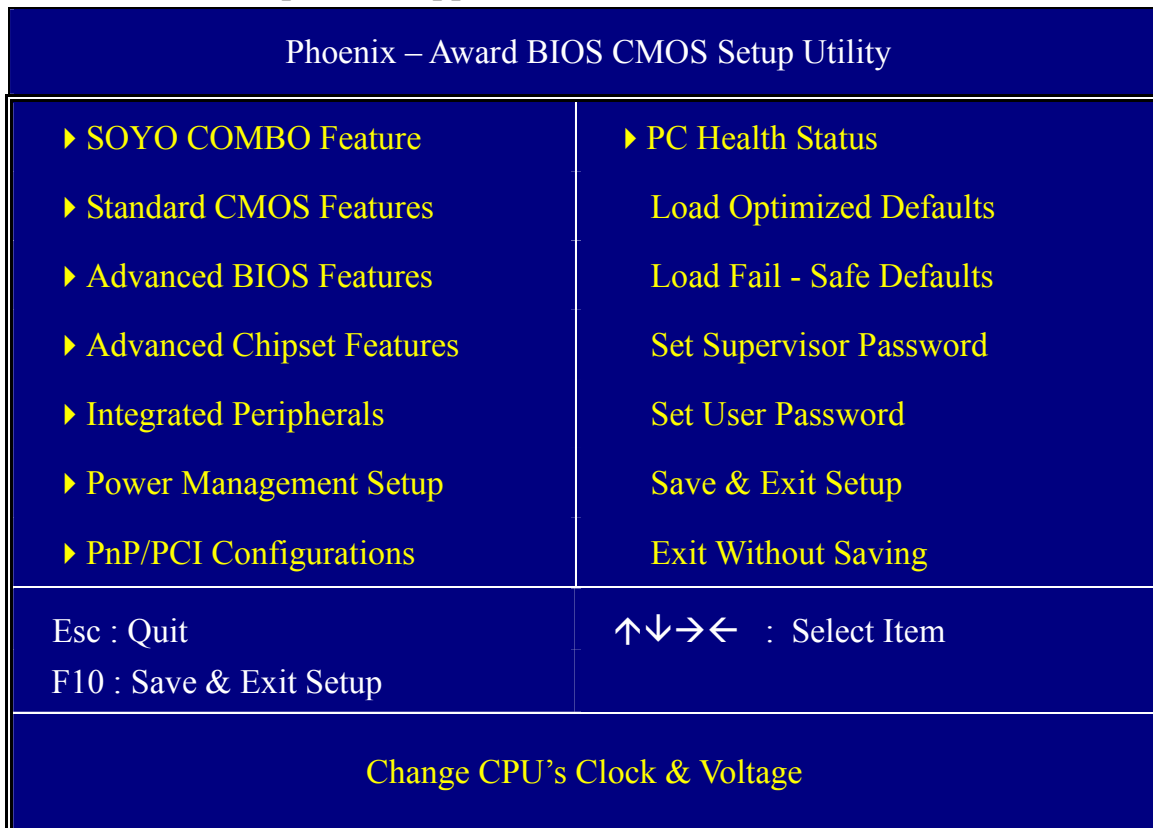 Phoenix – Award BIOS CMOS Setup Utility
SOYO COMBO Feature
Standard CMOS Features
Advanced BIOS Features
Advanced Chipset Features
Integrated Peripherals
Power Management Setup
PnP/PCI Configurations
PC Health Status
Load Optimized Defaults
Load Fail - Safe Defaults
Set Supervisor Password
Set User Password
Save & Exit Setup
Exit Without Saving
Esc : Quit
F10 : Save & Exit Setup
↑↓→← : Select Item
Change CPU’s Clock & Voltage